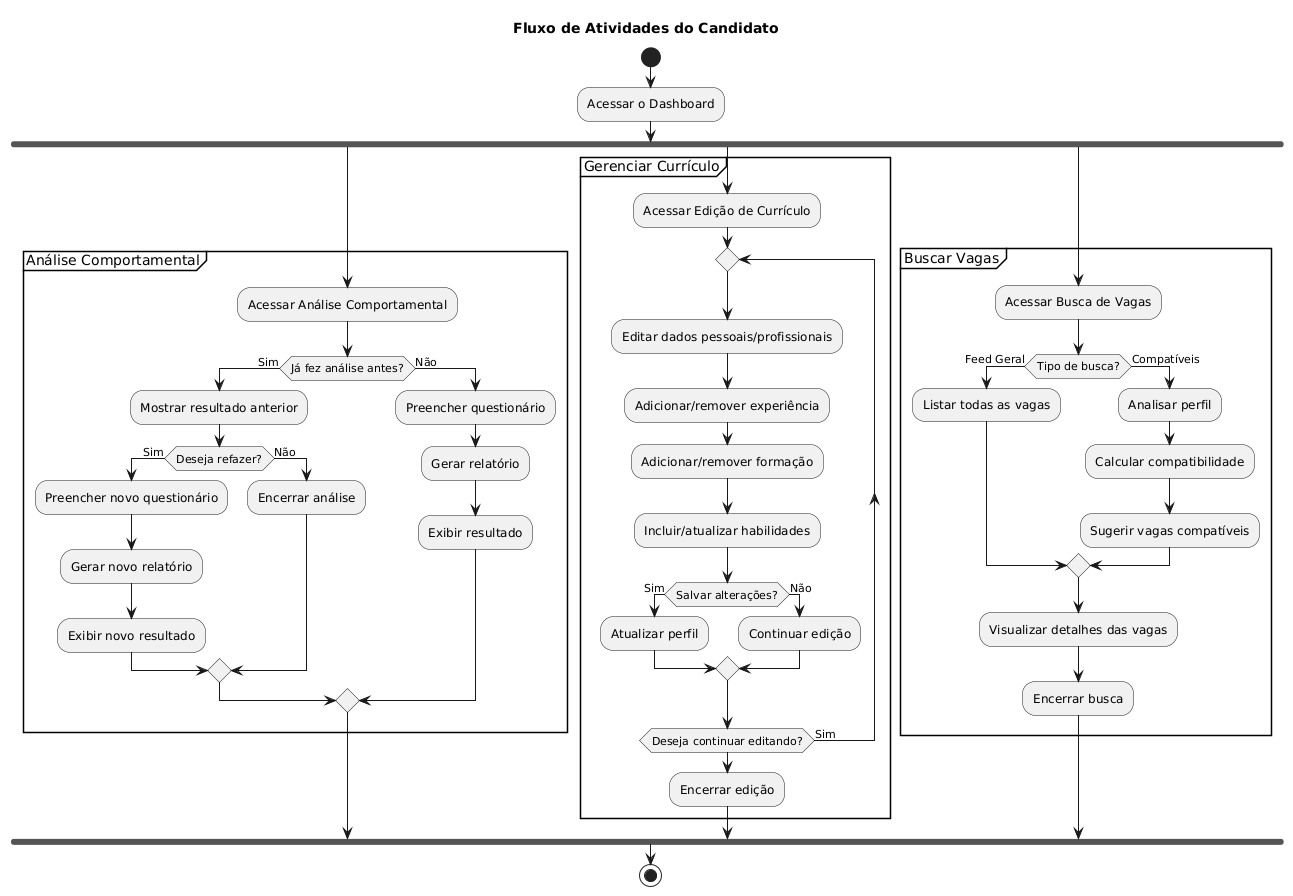 Fluxo de Atividades do Candidato
Acessar o Dashboard
Análise Comportamental
Acessar Análise Comportamental
Já fez análise antes?
Sim
Não
Mostrar resultado anterior
Deseja refazer?
Sim
Não
Preencher novo questionário
Gerar novo relatório
Exibir novo resultado
Encerrar análise
Preencher questionário
Gerar relatório
Exibir resultado
Gerenciar Currículo
Acessar Edição de Currículo
Editar dados pessoais/profissionais
Adicionar/remover experiência
Adicionar/remover formação
Incluir/atualizar habilidades
Salvar alterações?
Sim
Não
Atualizar perfil
Continuar edição
Deseja continuar editando?
Sim
Encerrar edição
Buscar Vagas
Acessar Busca de Vagas
Tipo de busca?
Feed Geral
Compatíveis
Listar todas as vagas
Analisar perfil
Calcular compatibilidade
Sugerir vagas compatíveis
Visualizar detalhes das vagas
Encerrar busca